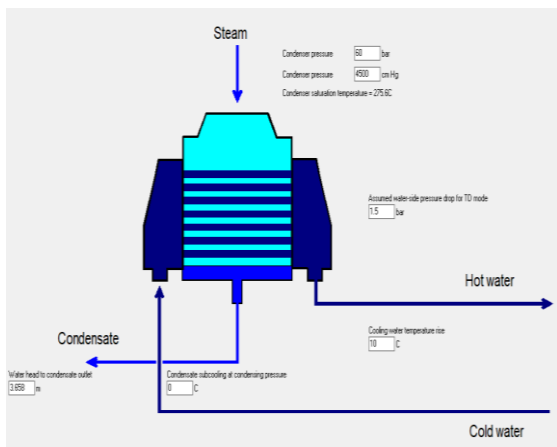 Steam
Condenser pressure 60 bar
Condenser pressure 4500 cm Hg
Condenser saturation temperature = 275.6C
Assumed water-side pressure drop for TD mode
1.5 bar
Hot water
Condensate
Cooling water temperature rise
10 C
Water head to condensate outlet
3.658 m
Condensate subcooling at condensing pressure
0 C
Cold water